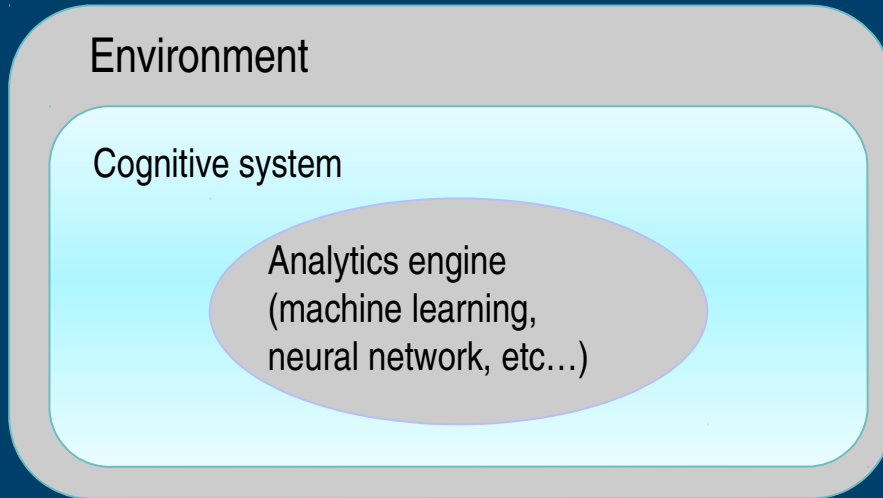 Environment
Cognitive system
Analytics engine
(machine learning,
neural network, etc…)